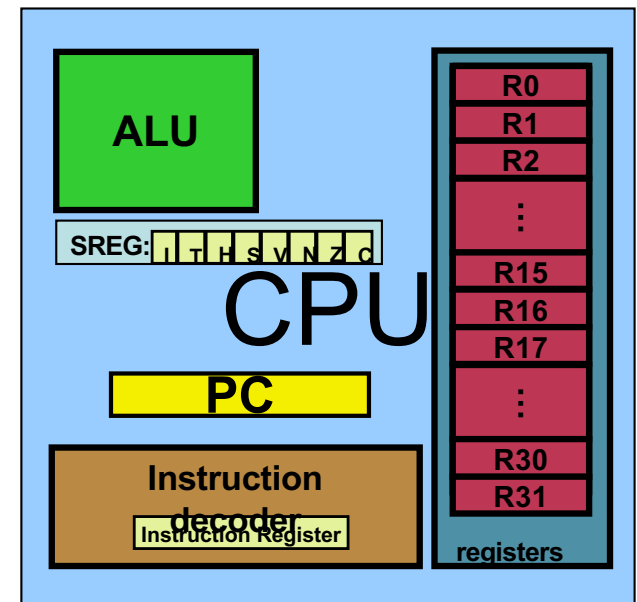 ALU
SREG: I T H S V N Z C
CPU
PC
Instruction
decoder
Instruction Register
R0
R1
R2
...
R15
R16
R17
...
R30
R31
registers